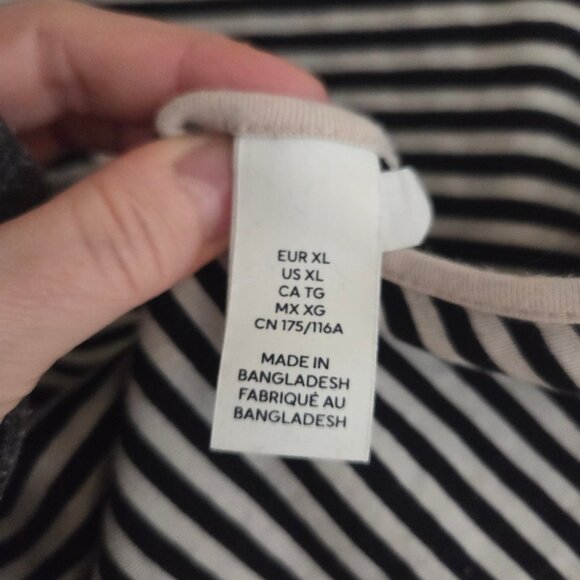 EUR XL
US XL
CA TG
MX XG
CN 175/116A
MADE IN
BANGLADESH
FABRIQUÉ AU
BANGLADESH